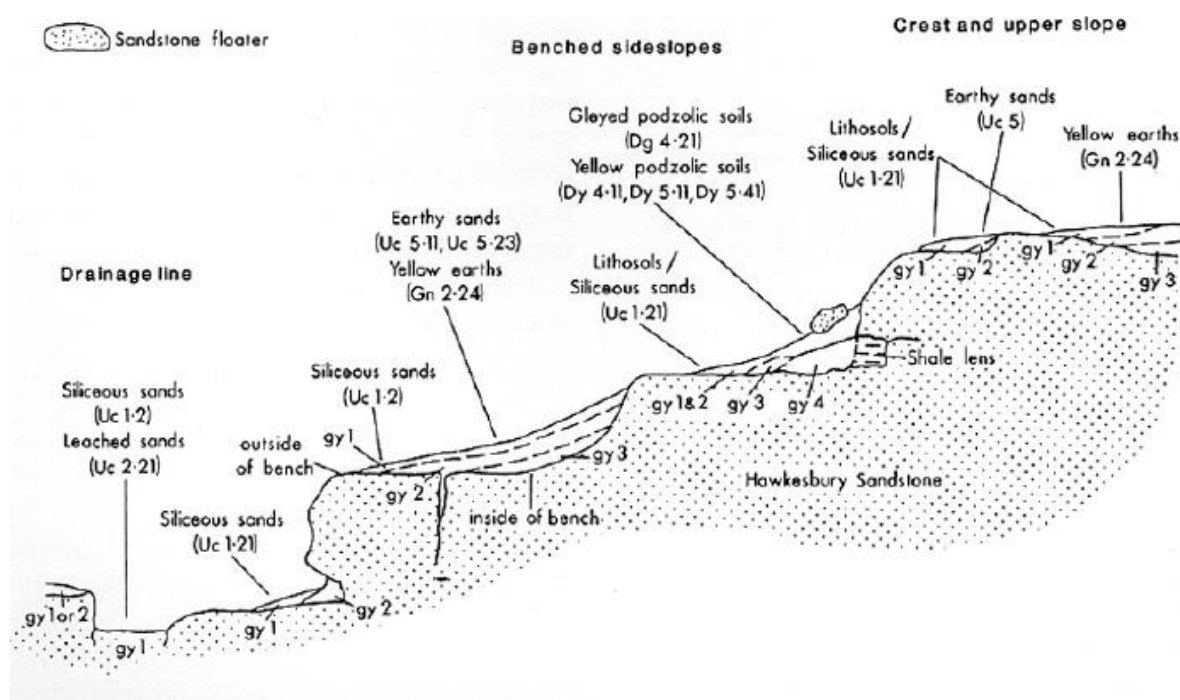 Sandstone floater
Benched sideslopes
Crest and upper slope
Earthy sands
(Uc 5)
Gleyed podzolic soils
(Dg 4·21)
Yellow podzolic soils
(Dy 4·11, Dy 5·11, Dy 5·41)
Lithosols/
Siliceous sands
(Uc 1·21)
Yellow earths
(Gn 2·24)
Earthy sands
(Uc 5·11, Uc 5·23)
Yellow earths
(Gn 2·24)
Lithosols/
Siliceous sands
(Uc 1·21)
Drainage line
gy 1
gy 2
gy 1
gy 2
gy 3
Shale lens
Siliceous sands
(Uc 1·2)
gy 1&2
gy 3
gy 4
Siliceous sands
(Uc 1·2)
Leached sands
(Uc 2·21)
outside
of bench
gy 1
gy 2
gy 3
Hawkesbury Sandstone
inside of bench
Siliceous sands
(Uc 1·21)
gy 1 or 2
gy 1
gy 1
gy 2